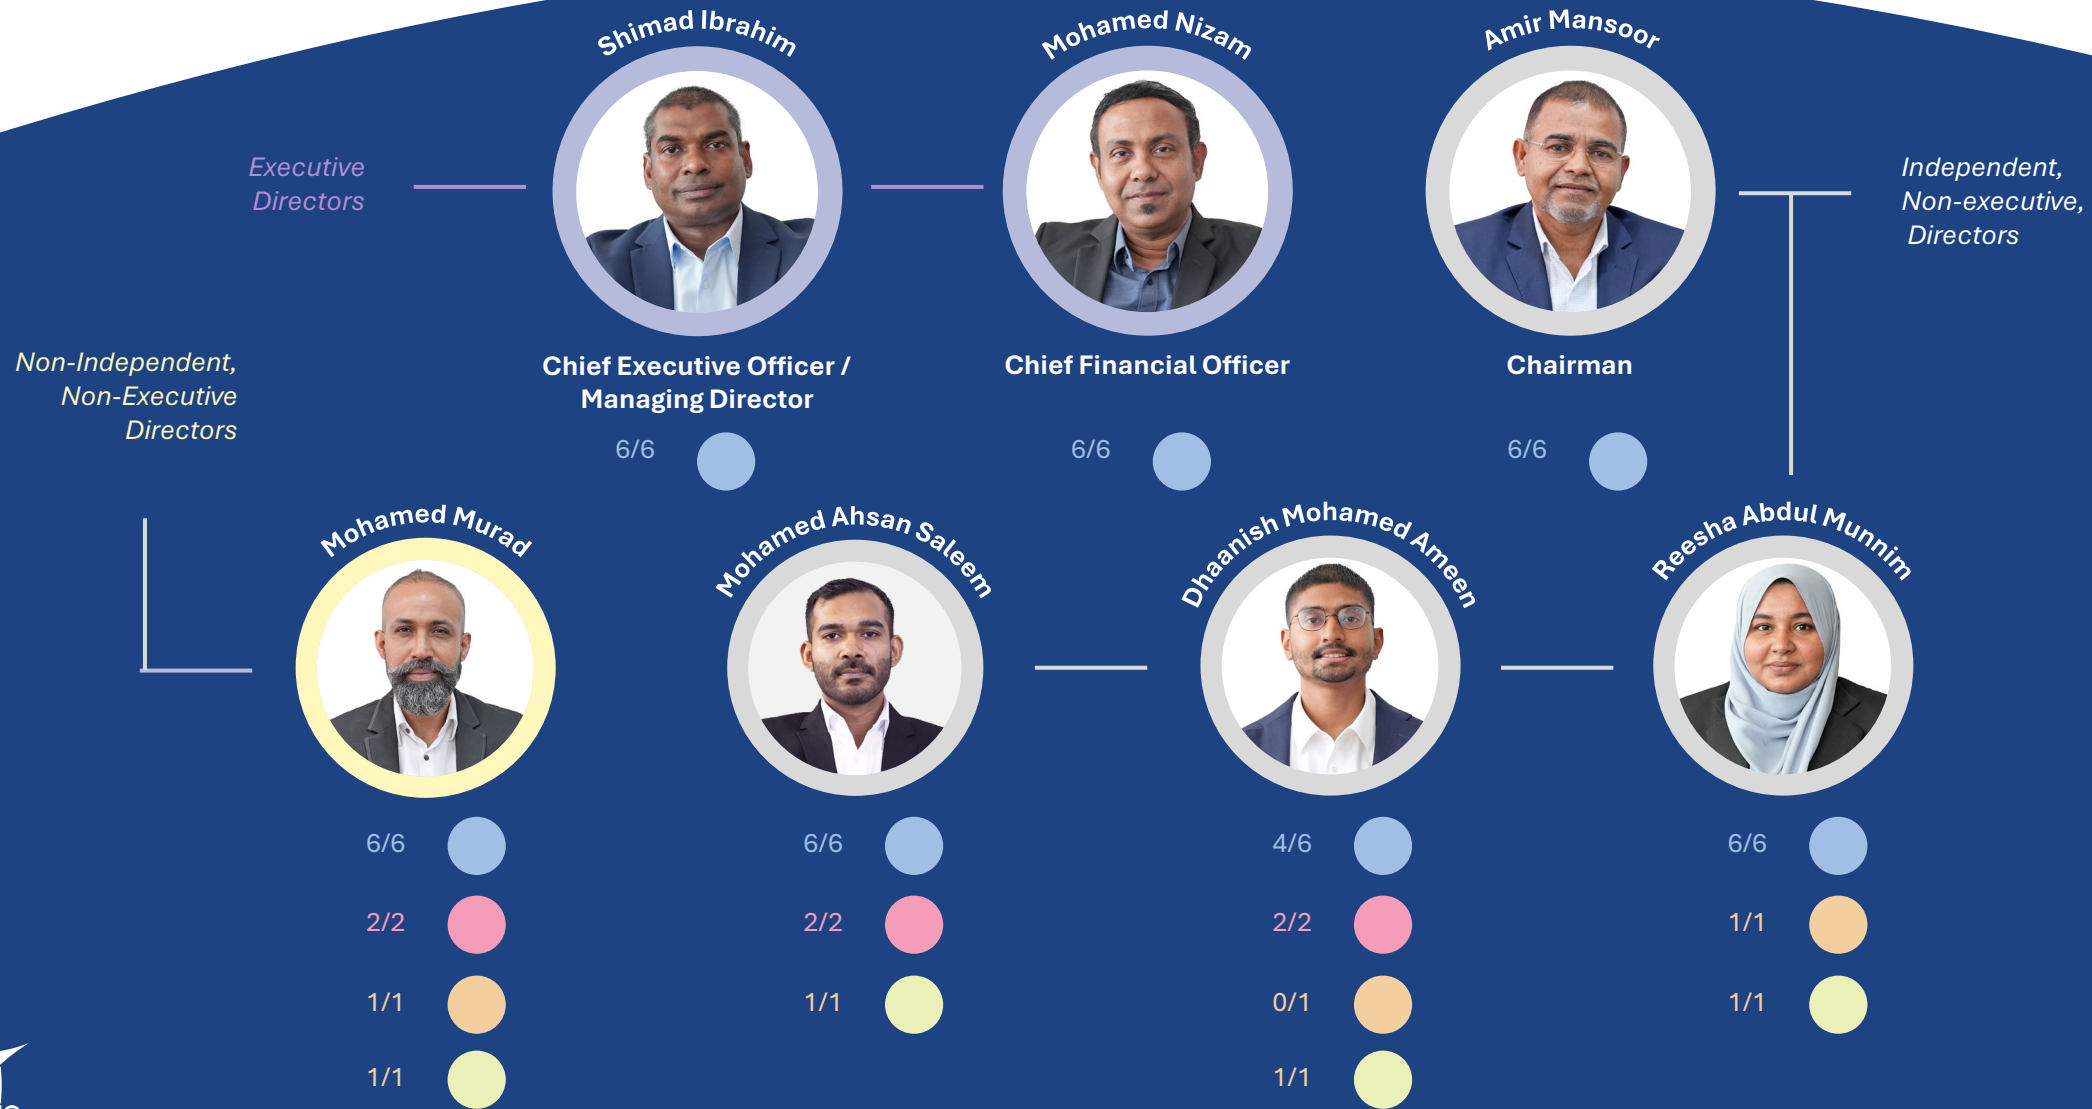 Shimad Ibrahim
Mohamed Nizam
Amir Mansoor
Executive
Directors
Independent,
Non-executive,
Directors
Chief Executive Officer /
Managing Director
Chief Financial Officer
Chairman
Non-Independent,
Non-Executive
Directors
6/6
6/6
6/6
Mohamed Murad
Mohamed Ahsan Saleem
Dhaanish Mohamed Ameen
Reesha Abdul Munnim
6/6
6/6
4/6
6/6
2/2
2/2
2/2
1/1
1/1
1/1
0/1
1/1
1/1
1/1